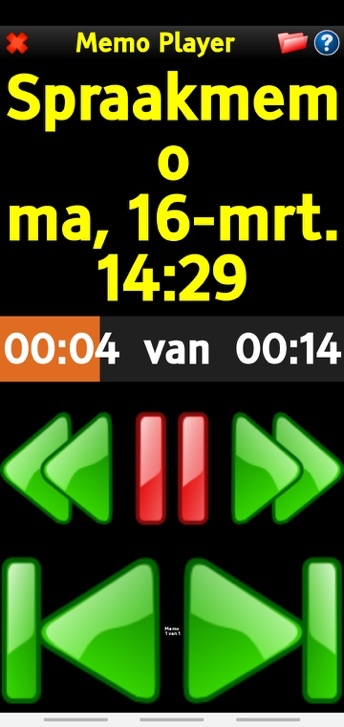 Memo Player
Spraakmem
o
ma, 16-mrt.
14:29
00:04 van 00:14
Memo
1 van 1